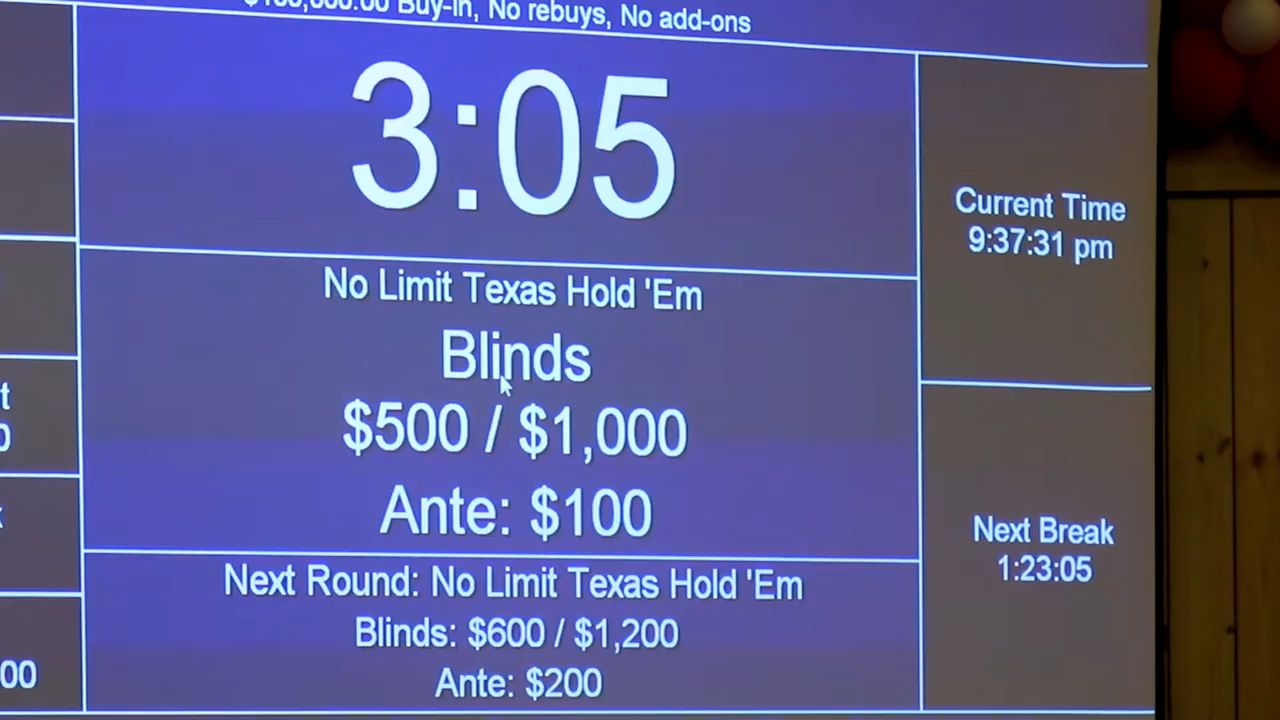 Buy-in, No rebuys, No add-ons
3:05
Current Time
9:37:31 pm
No Limit Texas Hold 'Em
Blinds
$500 / $1,000
Ante: $100
Next Break
1:23:05
Next Round: No Limit Texas Hold 'Em
Blinds: $600 / $1,200
Ante: $200
00